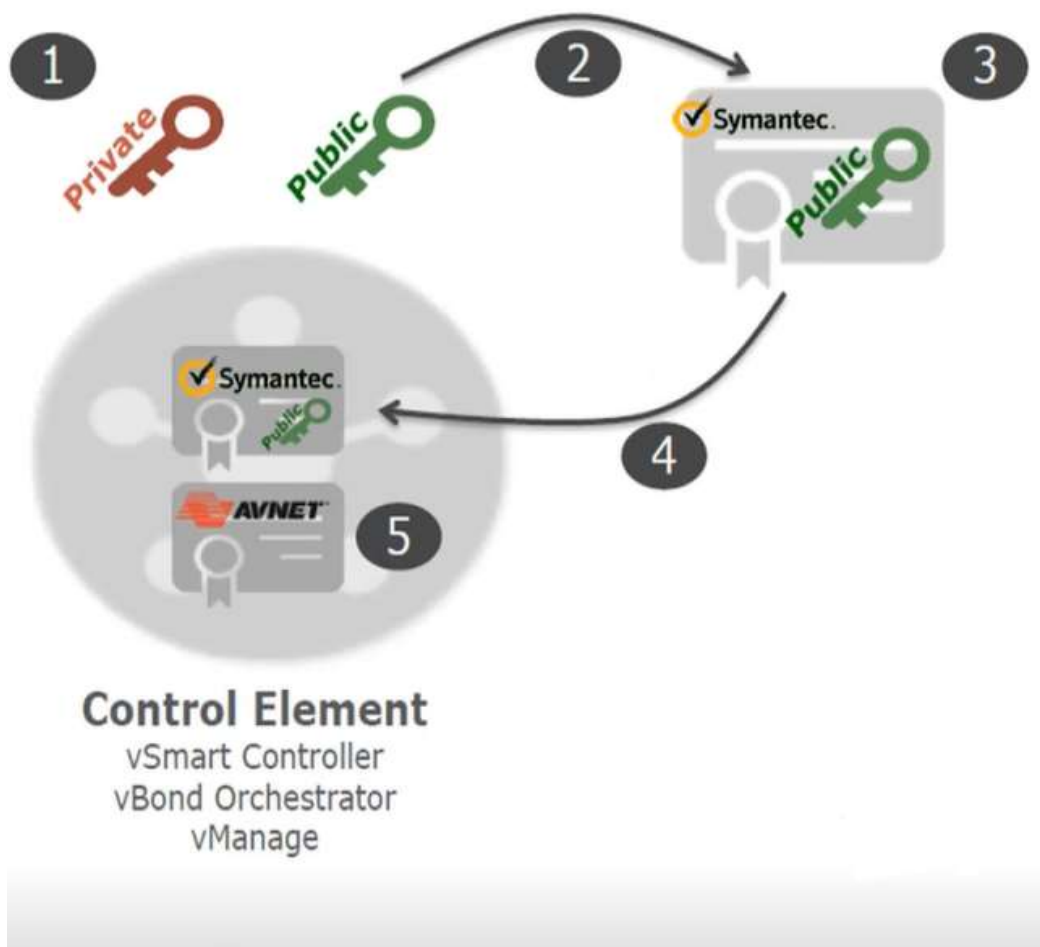 1
2
3
Private
Public
Symantec.
Public
Symantec.
Public
4
AVNET
5
Control Element
vSmart Controller
vBond Orchestrator
vManage